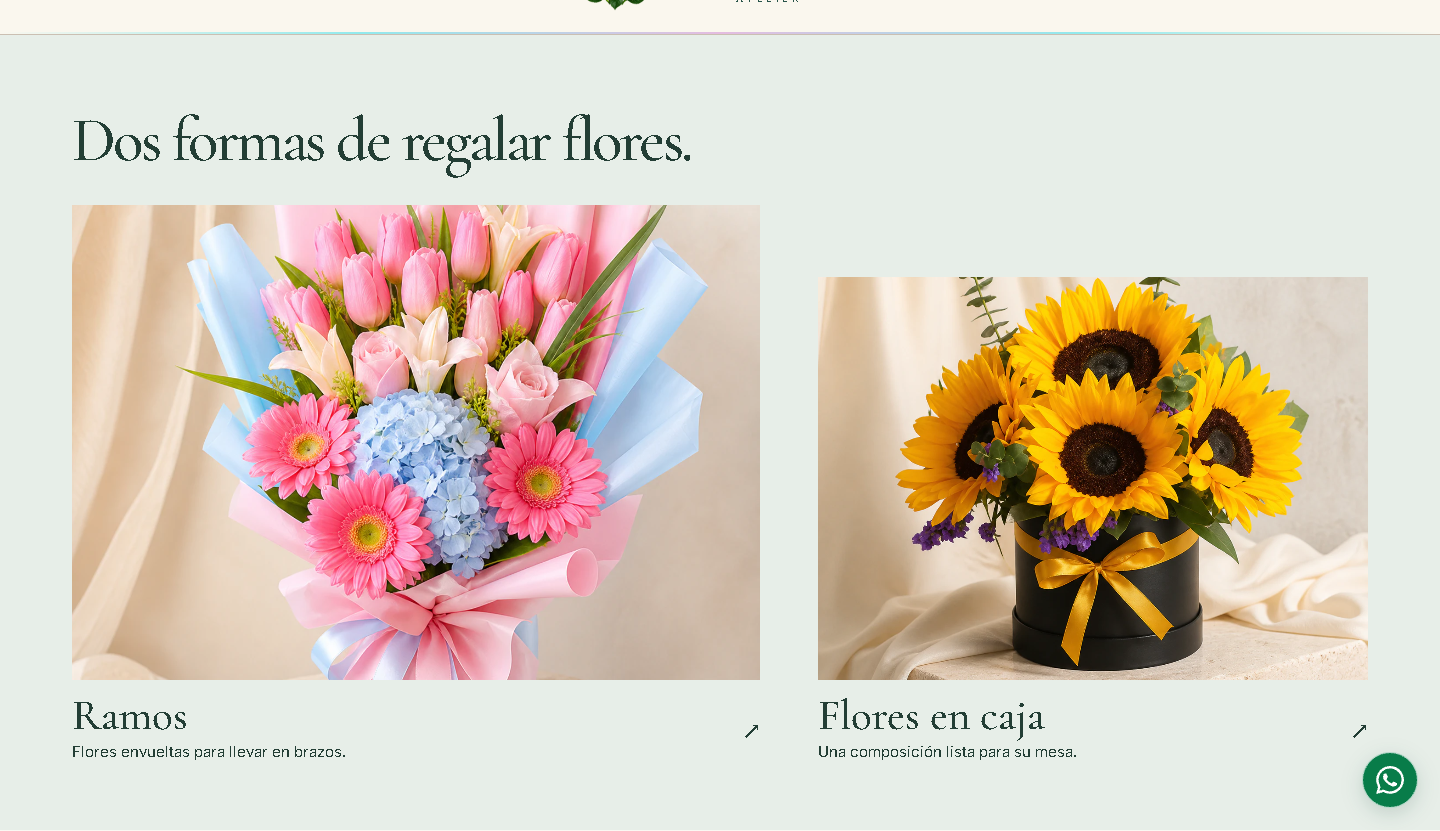 ATELIER
Dos formas de regalar flores.
Ramos
Flores envueltas para llevar en brazos.
Flores en caja
Una composición lista para su mesa.